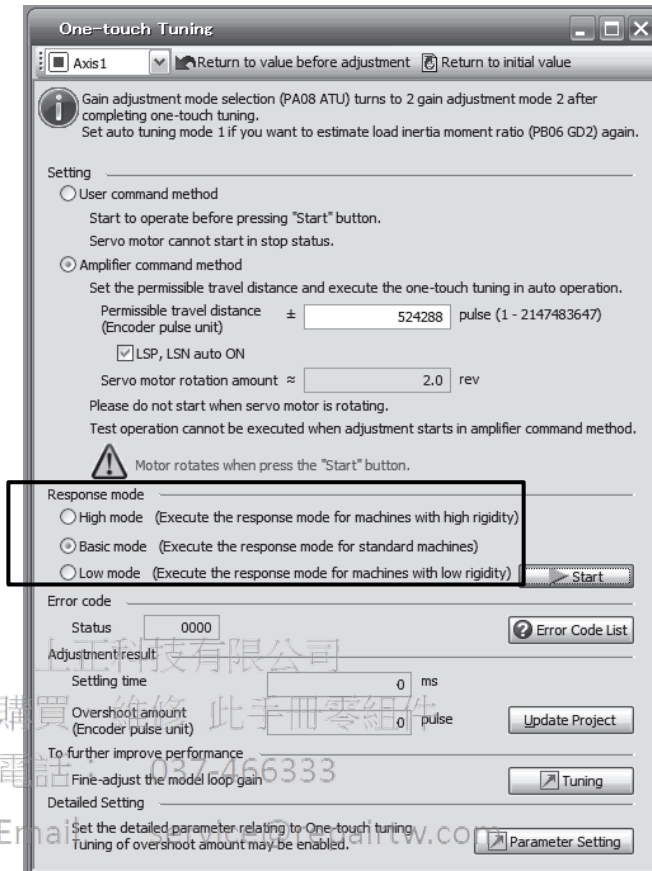 One-touch Tuning
Axis1 Return to value before adjustment Return to initial value
Gain adjustment mode selection (PA08 ATU) turns to 2 gain adjustment mode 2 after
completing one-touch tuning.
Set auto tuning mode 1 if you want to estimate load inertia moment ratio (PB06 GD2) again.
Setting
User command method
Start to operate before pressing "Start" button.
Servo motor cannot start in stop status.
Amplifier command method
Set the permissible travel distance and execute the one-touch tuning in auto operation.
Permissible travel distance
(Encoder pulse unit)
± 524288 pulse (1 - 2147483647)
LSP, LSN auto ON
Servo motor rotation amount ≈ 2.0 rev
Please do not start when servo motor is rotating.
Test operation cannot be executed when adjustment starts in amplifier command method.
Motor rotates when press the "Start" button.
Response mode
High mode (Execute the response mode for machines with high rigidity)
Basic mode (Execute the response mode for standard machines)
Low mode (Execute the response mode for machines with low rigidity)
Start
Error code
Status 0000
Error Code List
上正科技有限公司
Adjustment result
Settling time 0 ms
購買、維修 此手冊零組件
Overshoot amount
(Encoder pulse unit)
0 pulse
Update Project
To further improve performance
電話: 037-466333
Fine-adjust the model loop gain
Tuning
Detailed Setting
Email: service@repairtw.com
Set the detailed parameter relating to One-touch tuning.
Tuning of overshoot amount may be enabled.
Parameter Setting